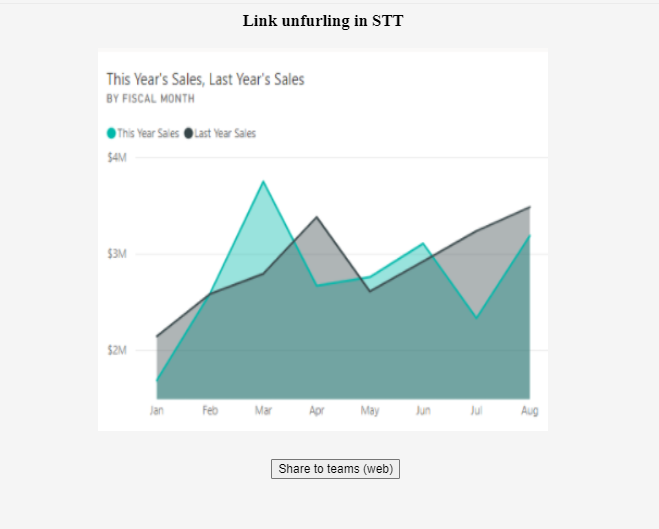 Link unfurling in STT
This Year's Sales, Last Year's Sales
BY FISCAL MONTH
This Year Sales Last Year Sales
$4M
$3M
$2M
Jan Feb Mar Apr May Jun Jul Aug
Share to teams (web)